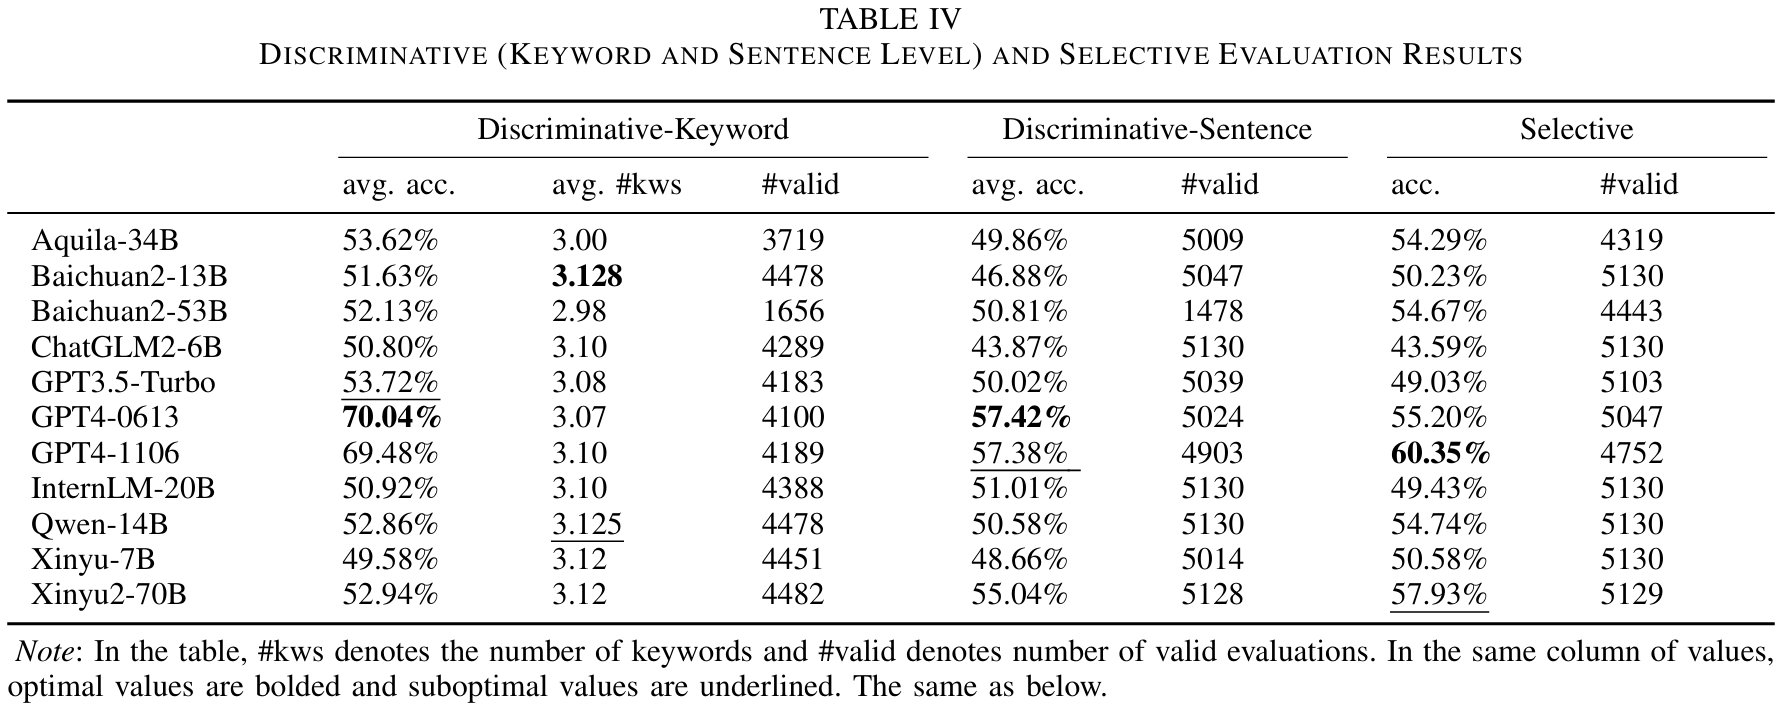 TABLE IV
DISCRIMINATIVE (KEYWORD AND SENTENCE LEVEL) AND SELECTIVE EVALUATION RESULTS
Discriminative-Keyword Discriminative-Sentence Selective
avg. acc. avg. #kws #valid avg. acc. #valid acc. #valid
Aquila-34B 53.62% 3.00 3719 49.86% 5009 54.29% 4319
Baichuan2-13B 51.63% 3.128 4478 46.88% 5047 50.23% 5130
Baichuan2-53B 52.13% 2.98 1656 50.81% 1478 54.67% 4443
ChatGLM2-6B 50.80% 3.10 4289 43.87% 5130 43.59% 5130
GPT3.5-Turbo 53.72% 3.08 4183 50.02% 5039 49.03% 5103
GPT4-0613 70.04% 3.07 4100 57.42% 5024 55.20% 5047
GPT4-1106 69.48% 3.10 4189 57.38% 4903 60.35% 4752
InternLM-20B 50.92% 3.10 4388 51.01% 5130 49.43% 5130
Qwen-14B 52.86% 3.125 4478 50.58% 5130 54.74% 5130
Xinyu-7B 49.58% 3.12 4451 48.66% 5014 50.58% 5130
Xinyu2-70B 52.94% 3.12 4482 55.04% 5128 57.93% 5129
Note: In the table, #kws denotes the number of keywords and #valid denotes number of valid evaluations. In the same column of values,
optimal values are bolded and suboptimal values are underlined. The same as below.